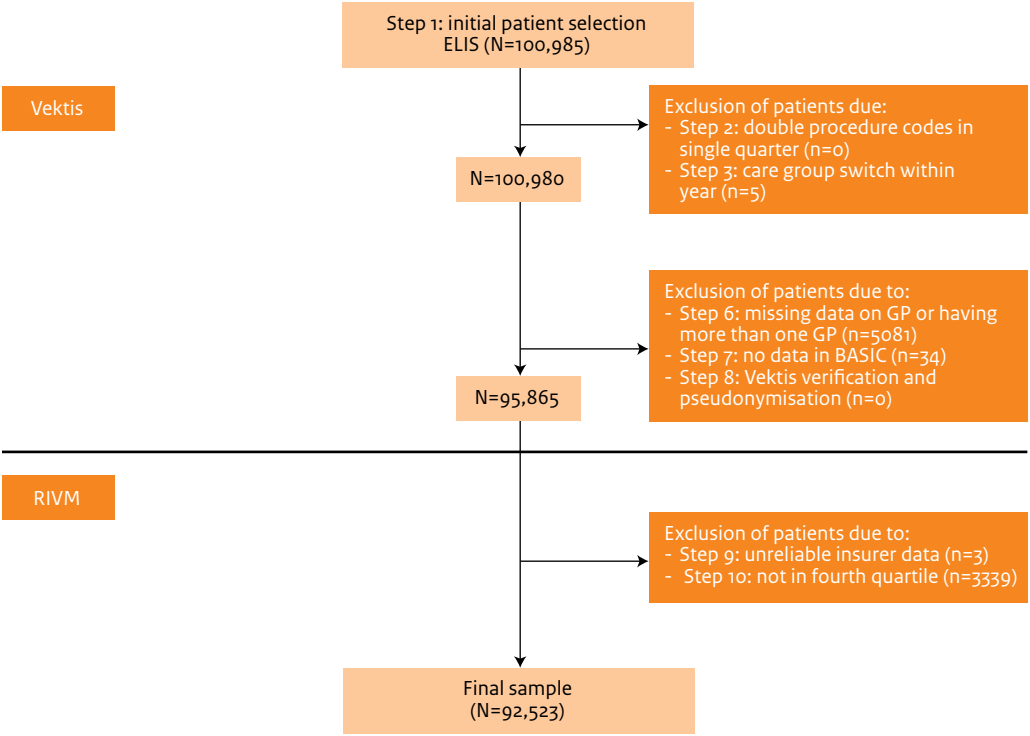 Step 1: initial patient selection
ELIS (N=100,985)
Vektis
Exclusion of patients due:
- Step 2: double procedure codes in
single quarter (n=0)
- Step 3: care group switch within
year (n=5)
N=100,980
Exclusion of patients due to:
- Step 6: missing data on GP or having
more than one GP (n=5081)
- Step 7: no data in BASIC (n=34)
- Step 8: Vektis verification and
pseudonymisation (n=0)
N=95,865
RIVM
Exclusion of patients due to:
- Step 9: unreliable insurer data (n=3)
- Step 10: not in fourth quartile (n=3339)
Final sample
(N=92,523)